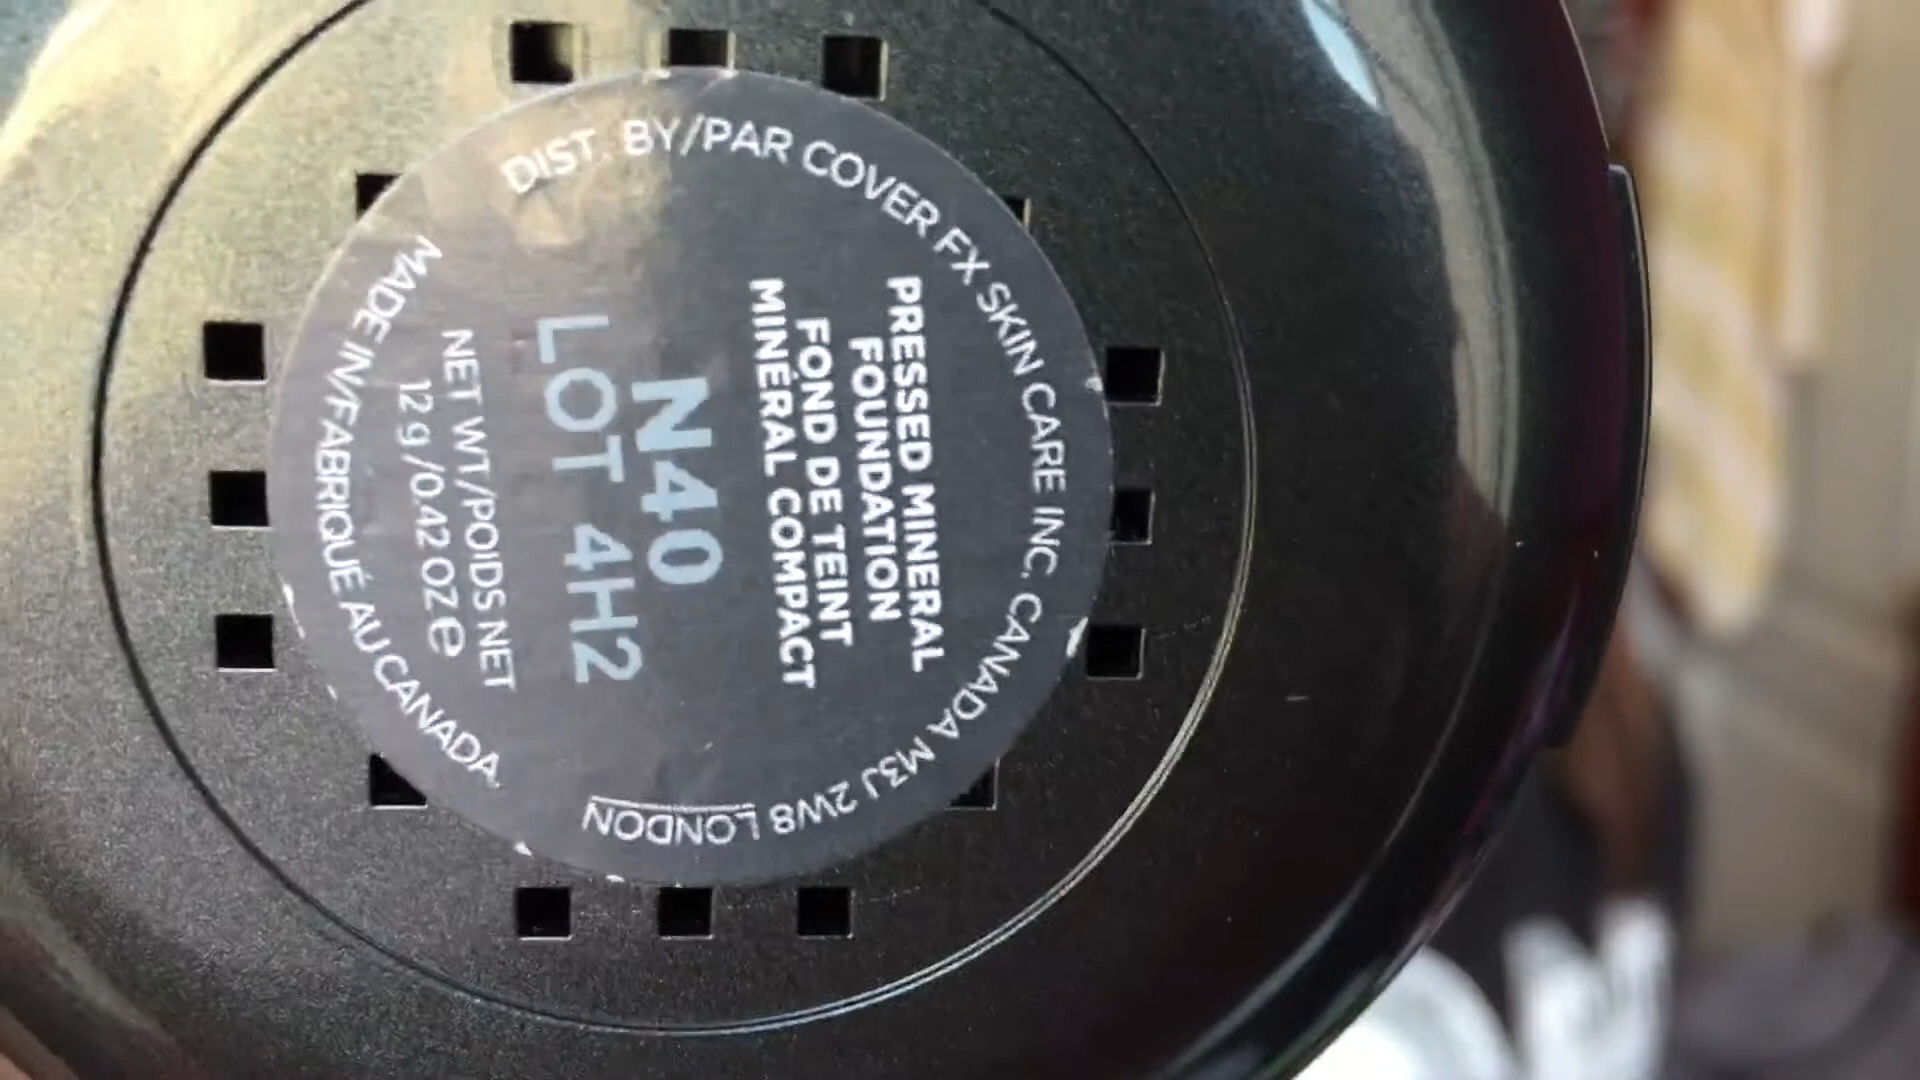 DIST. BY/PAR COVER FX SKIN CARE INC. CANADA M3J 2W8 LONDON
PRESSED MINERAL
FOUNDATION
FOND DE TEINT
MINÉRAL COMPACT
N40
LOT 4H2
NET WT/POIDS NET
12 g / 0.42 OZ e
MADE IN/FABRIQUÉ AU CANADA.